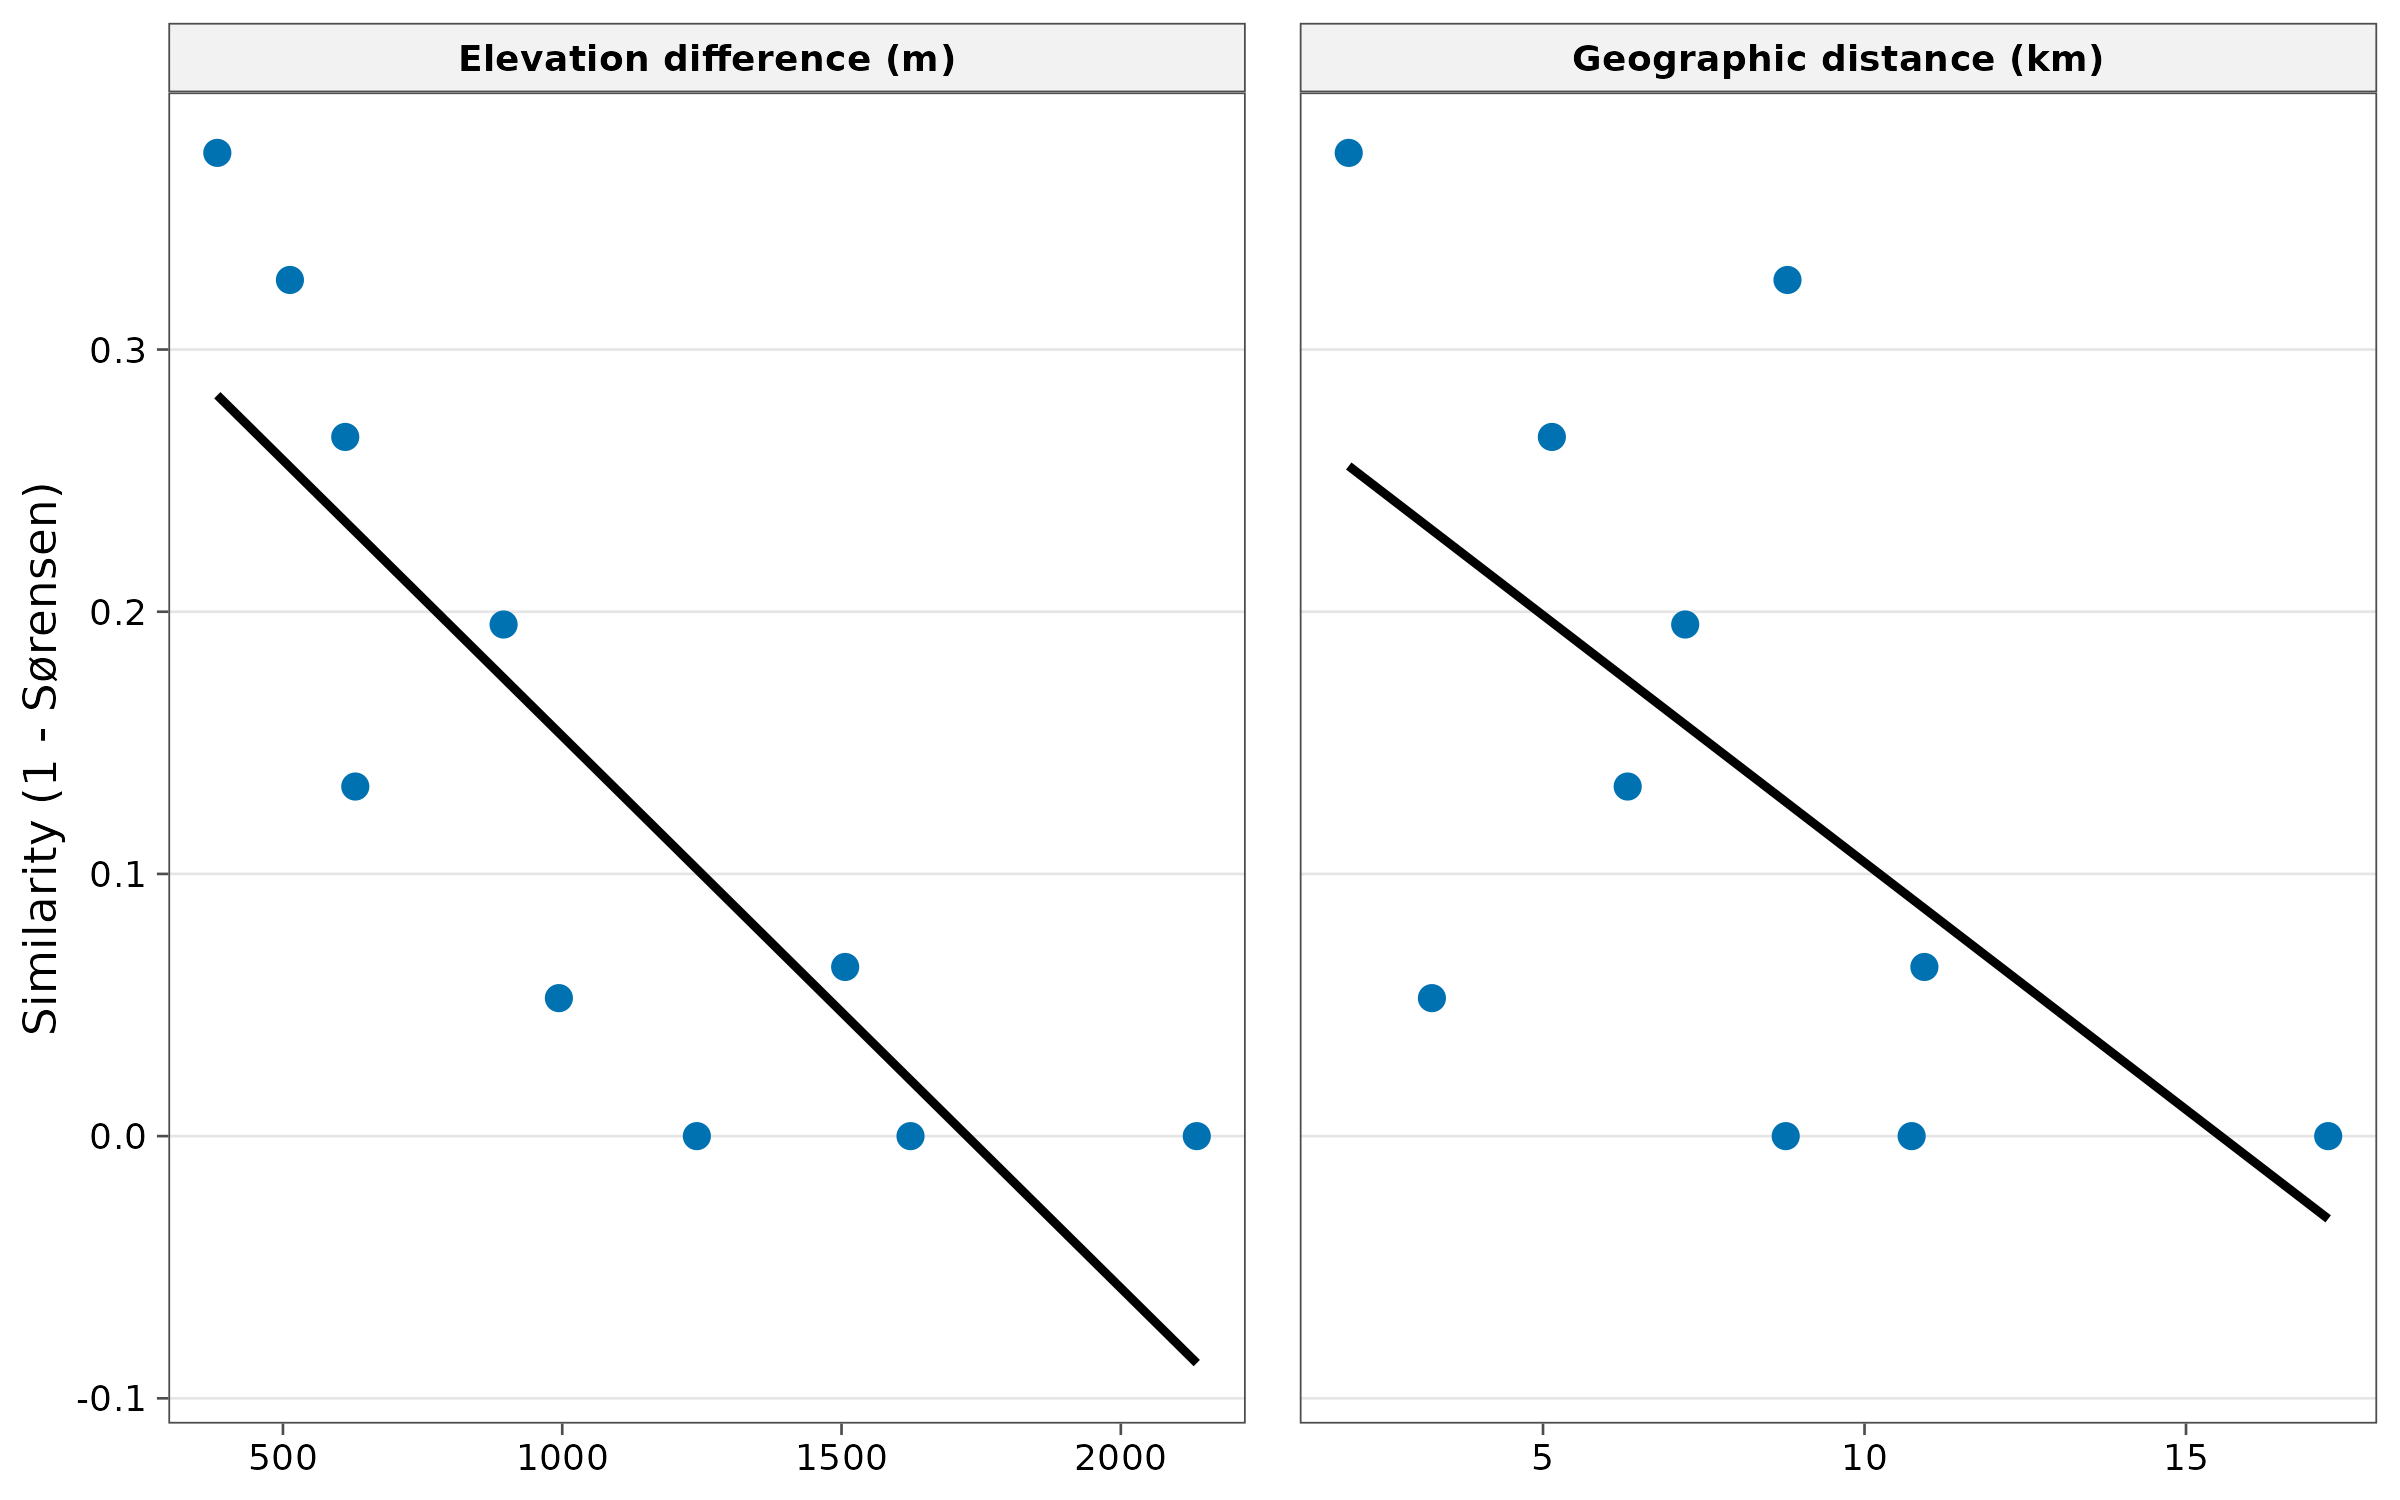 Elevation difference (m)
Geographic distance (km)
Similarity (1 - Sørensen)
0.3
0.2
0.1
0.0
-0.1
500 1000 1500 2000
5 10 15